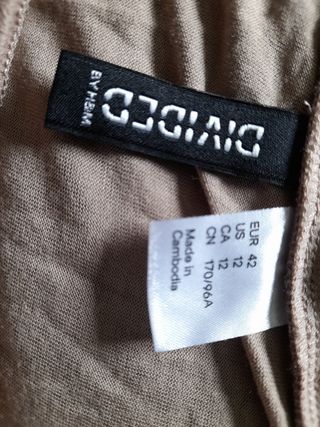 DIVIDED
BY H&M
EUR 42
US 12
CA 12
CN 170/96A
Made in
Cambodia